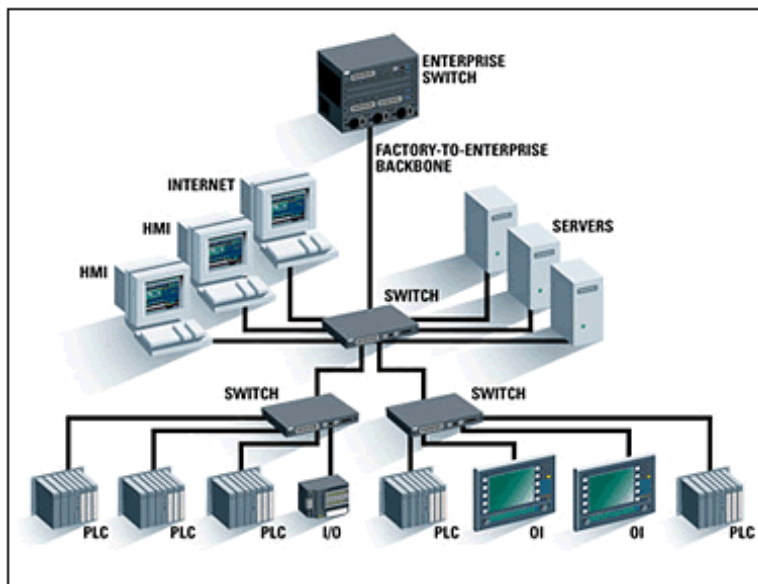 ENTERPRISE
SWITCH
FACTORY-TO-ENTERPRISE
BACKBONE
INTERNET
HMI
SERVERS
HMI
SWITCH
SWITCH
SWITCH
PLC
PLC
PLC
I/O
PLC
OI
OI
PLC